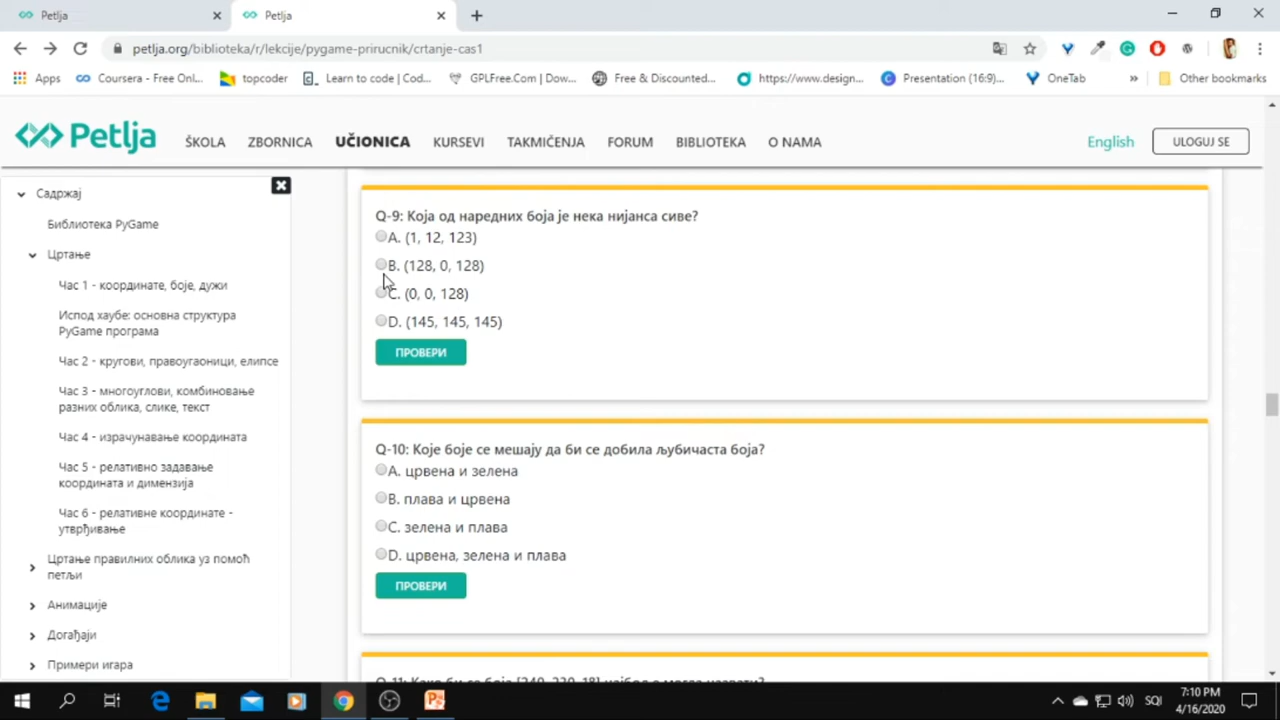 Petlja
Petlja
petlja.org/biblioteka/r/lekcije/pygame-prirucnik/crtanje-cas1
Apps
Coursera - Free Onl...
topcoder
Learn to code | Cod...
GPLFree.Com | Dow...
Free & Discounted...
https://www.design...
Presentation (16:9)...
OneTab
»
Other bookmarks
Petlja
ŠKOLA
ZBORNICA
UČIONICA
KURSEVI
TAKMIČENJA
FORUM
BIBLIOTEKA
O NAMA
English
ULOGUJ SE
Садржај
Библиотека PyGame
Цртање
Час 1 - координате, боје, дужи
Испод хаубе: основна структура
PyGame програма
Час 2 - кругови, правоугаоници, елипсе
Час 3 - многоуглови, комбиновање
разних облика, слике, текст
Час 4 - израчунавање координата
Час 5 - релативно задавање
координата и димензија
Час 6 - релативне координате -
утврђивање
Цртање правилних облика уз помоћ
петљи
Анимације
Догађаји
Примери игара
Q-9: Која од наредних боја је нека нијанса сиве?
A. (1, 12, 123)
B. (128, 0, 128)
C. (0, 0, 128)
D. (145, 145, 145)
ПРОВЕРИ
Q-10: Које боје се мешају да би се добила љубичаста боја?
A. црвена и зелена
B. плава и црвена
C. зелена и плава
D. црвена, зелена и плава
ПРОВЕРИ
SQI
7:10 PM
4/16/2020